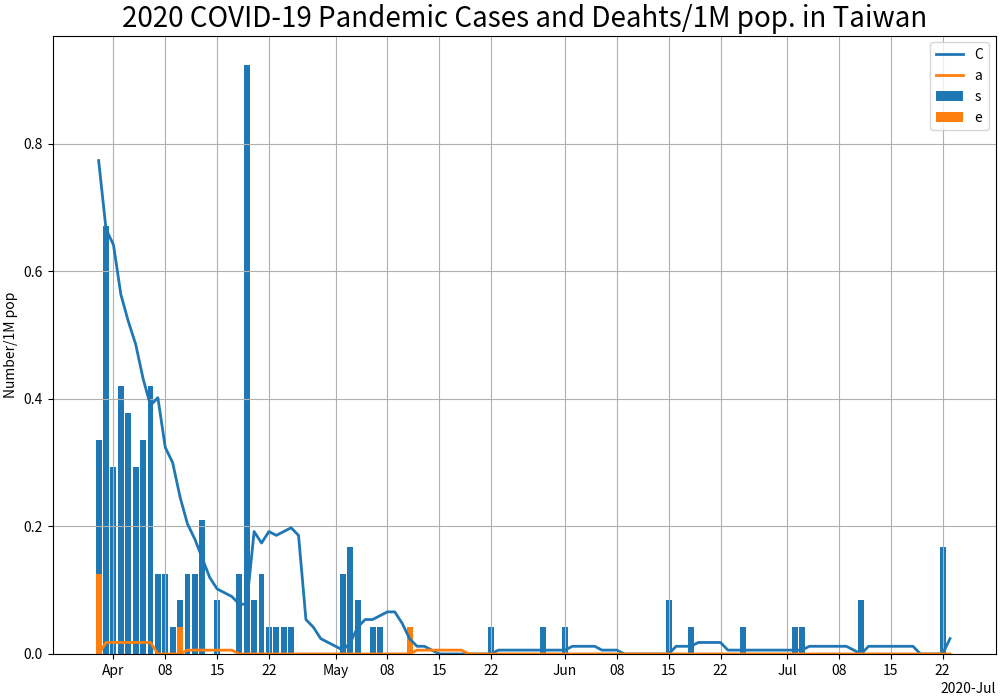 2020 COVID-19 Pandemic Cases and Deahts/1M pop. in Taiwan
C
a
s
e
0.8
0.6
0.4
0.2
0.0
Number/1M pop
Apr 08 15 22 May 08 15 22 Jun 08 15 22 Jul 08 15 22
2020-Jul